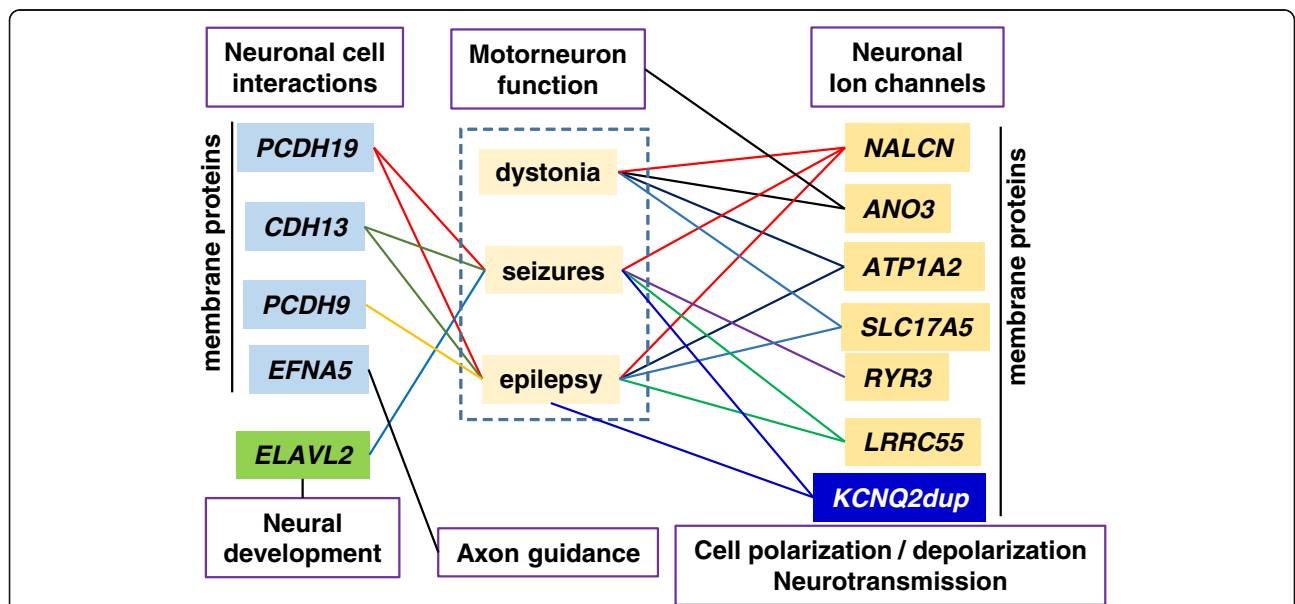 Neuronal cell
interactions
Motorneuron
function
Neuronal
Ion channels
membrane proteins
PCDH19
CDH13
PCDH9
EFNA5
ELAVL2
Neural
development
Axon guidance
dystonia
seizures
epilepsy
NALCN
ANO3
ATP1A2
SLC17A5
RYR3
LRRC55
KCNQ2dup
membrane proteins
Cell polarization / depolarization
Neurotransmission